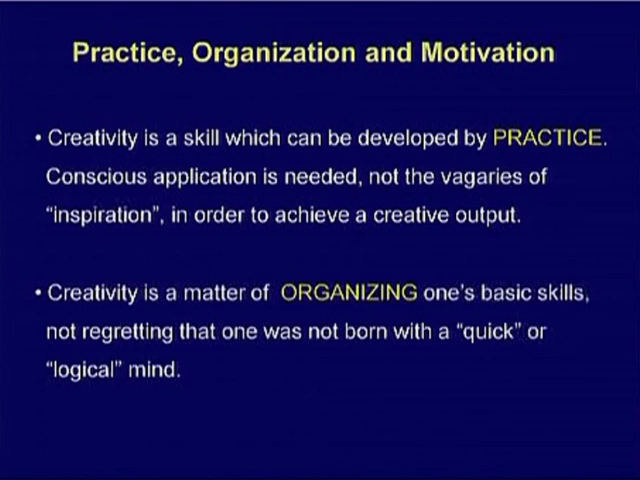 Practice, Organization and Motivation
• Creativity is a skill which can be developed by PRACTICE.
Conscious application is needed, not the vagaries of
“inspiration”, in order to achieve a creative output.
• Creativity is a matter of ORGANIZING one’s basic skills,
not regretting that one was not born with a “quick” or
“logical” mind.